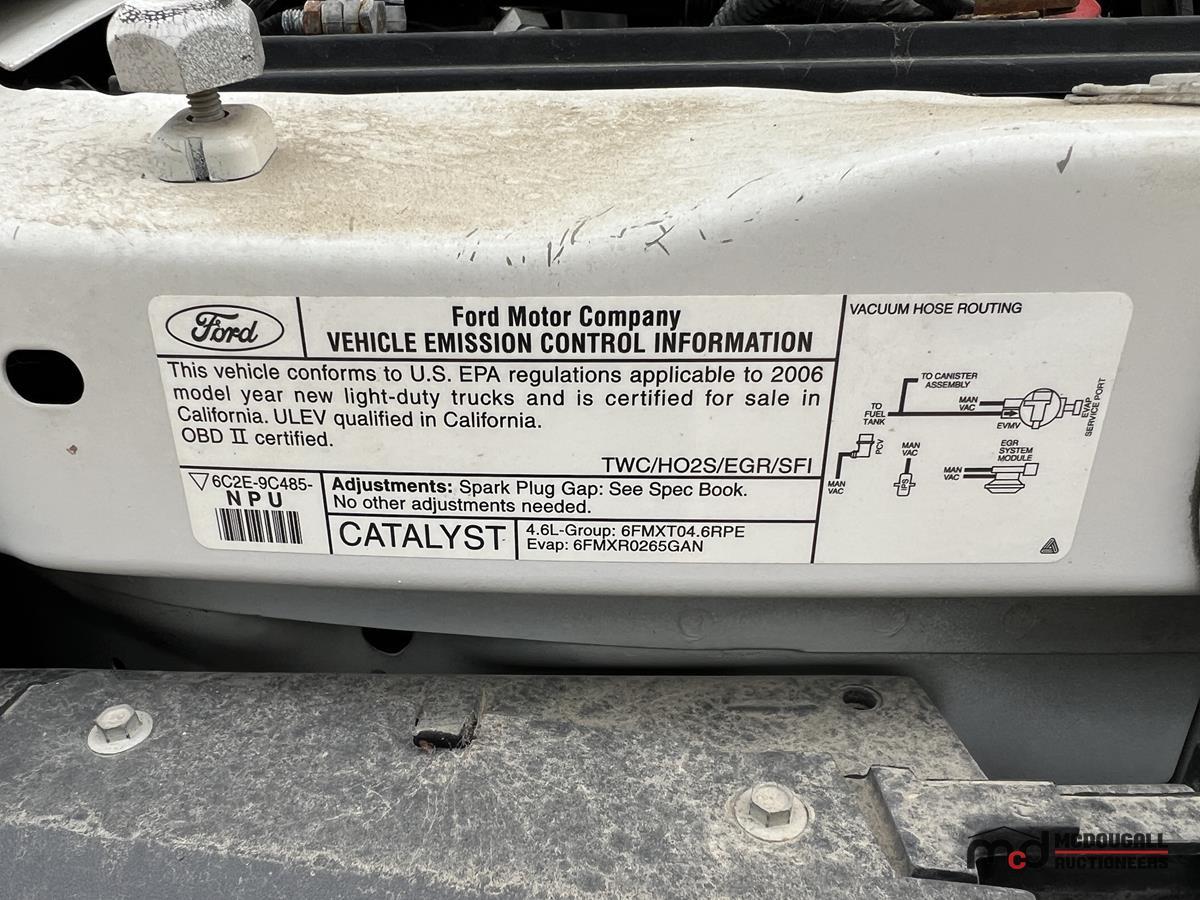 Ford
Ford Motor Company
VEHICLE EMISSION CONTROL INFORMATION
This vehicle conforms to U.S. EPA regulations applicable to 2006
model year new light-duty trucks and is certified for sale in
California. ULEV qualified in California.
OBD II certified.
TWC/HO2S/EGR/SFI
6C2E-9C485-
NPU
Adjustments: Spark Plug Gap: See Spec Book.
No other adjustments needed.
CATALYST
4.6L-Group: 6FMXT04.6RPE
Evap: 6FMXR0265GAN
VACUUM HOSE ROUTING
TO CANISTER
ASSEMBLY
MAN
VAC
TO
FUEL
TANK
EVMV
EVAP
SERVICE PORT
PCV
MAN
VAC
MAN
VAC
IPS
EGR
SYSTEM
MODULE
MAN
VAC
mcd
MCDOUGALL
AUCTIONEERS